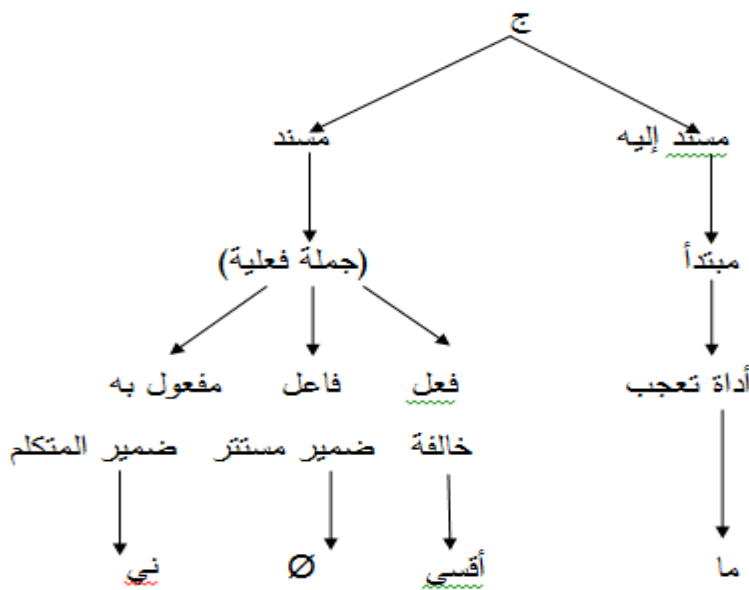 ج
مسند إليه مسند
مبتدأ (جملة فعلية)
أداة تعجب فعل فاعل مفعول به
خالفة ضمير مستتر ضمير المتكلم
ما أقسى Ø ني